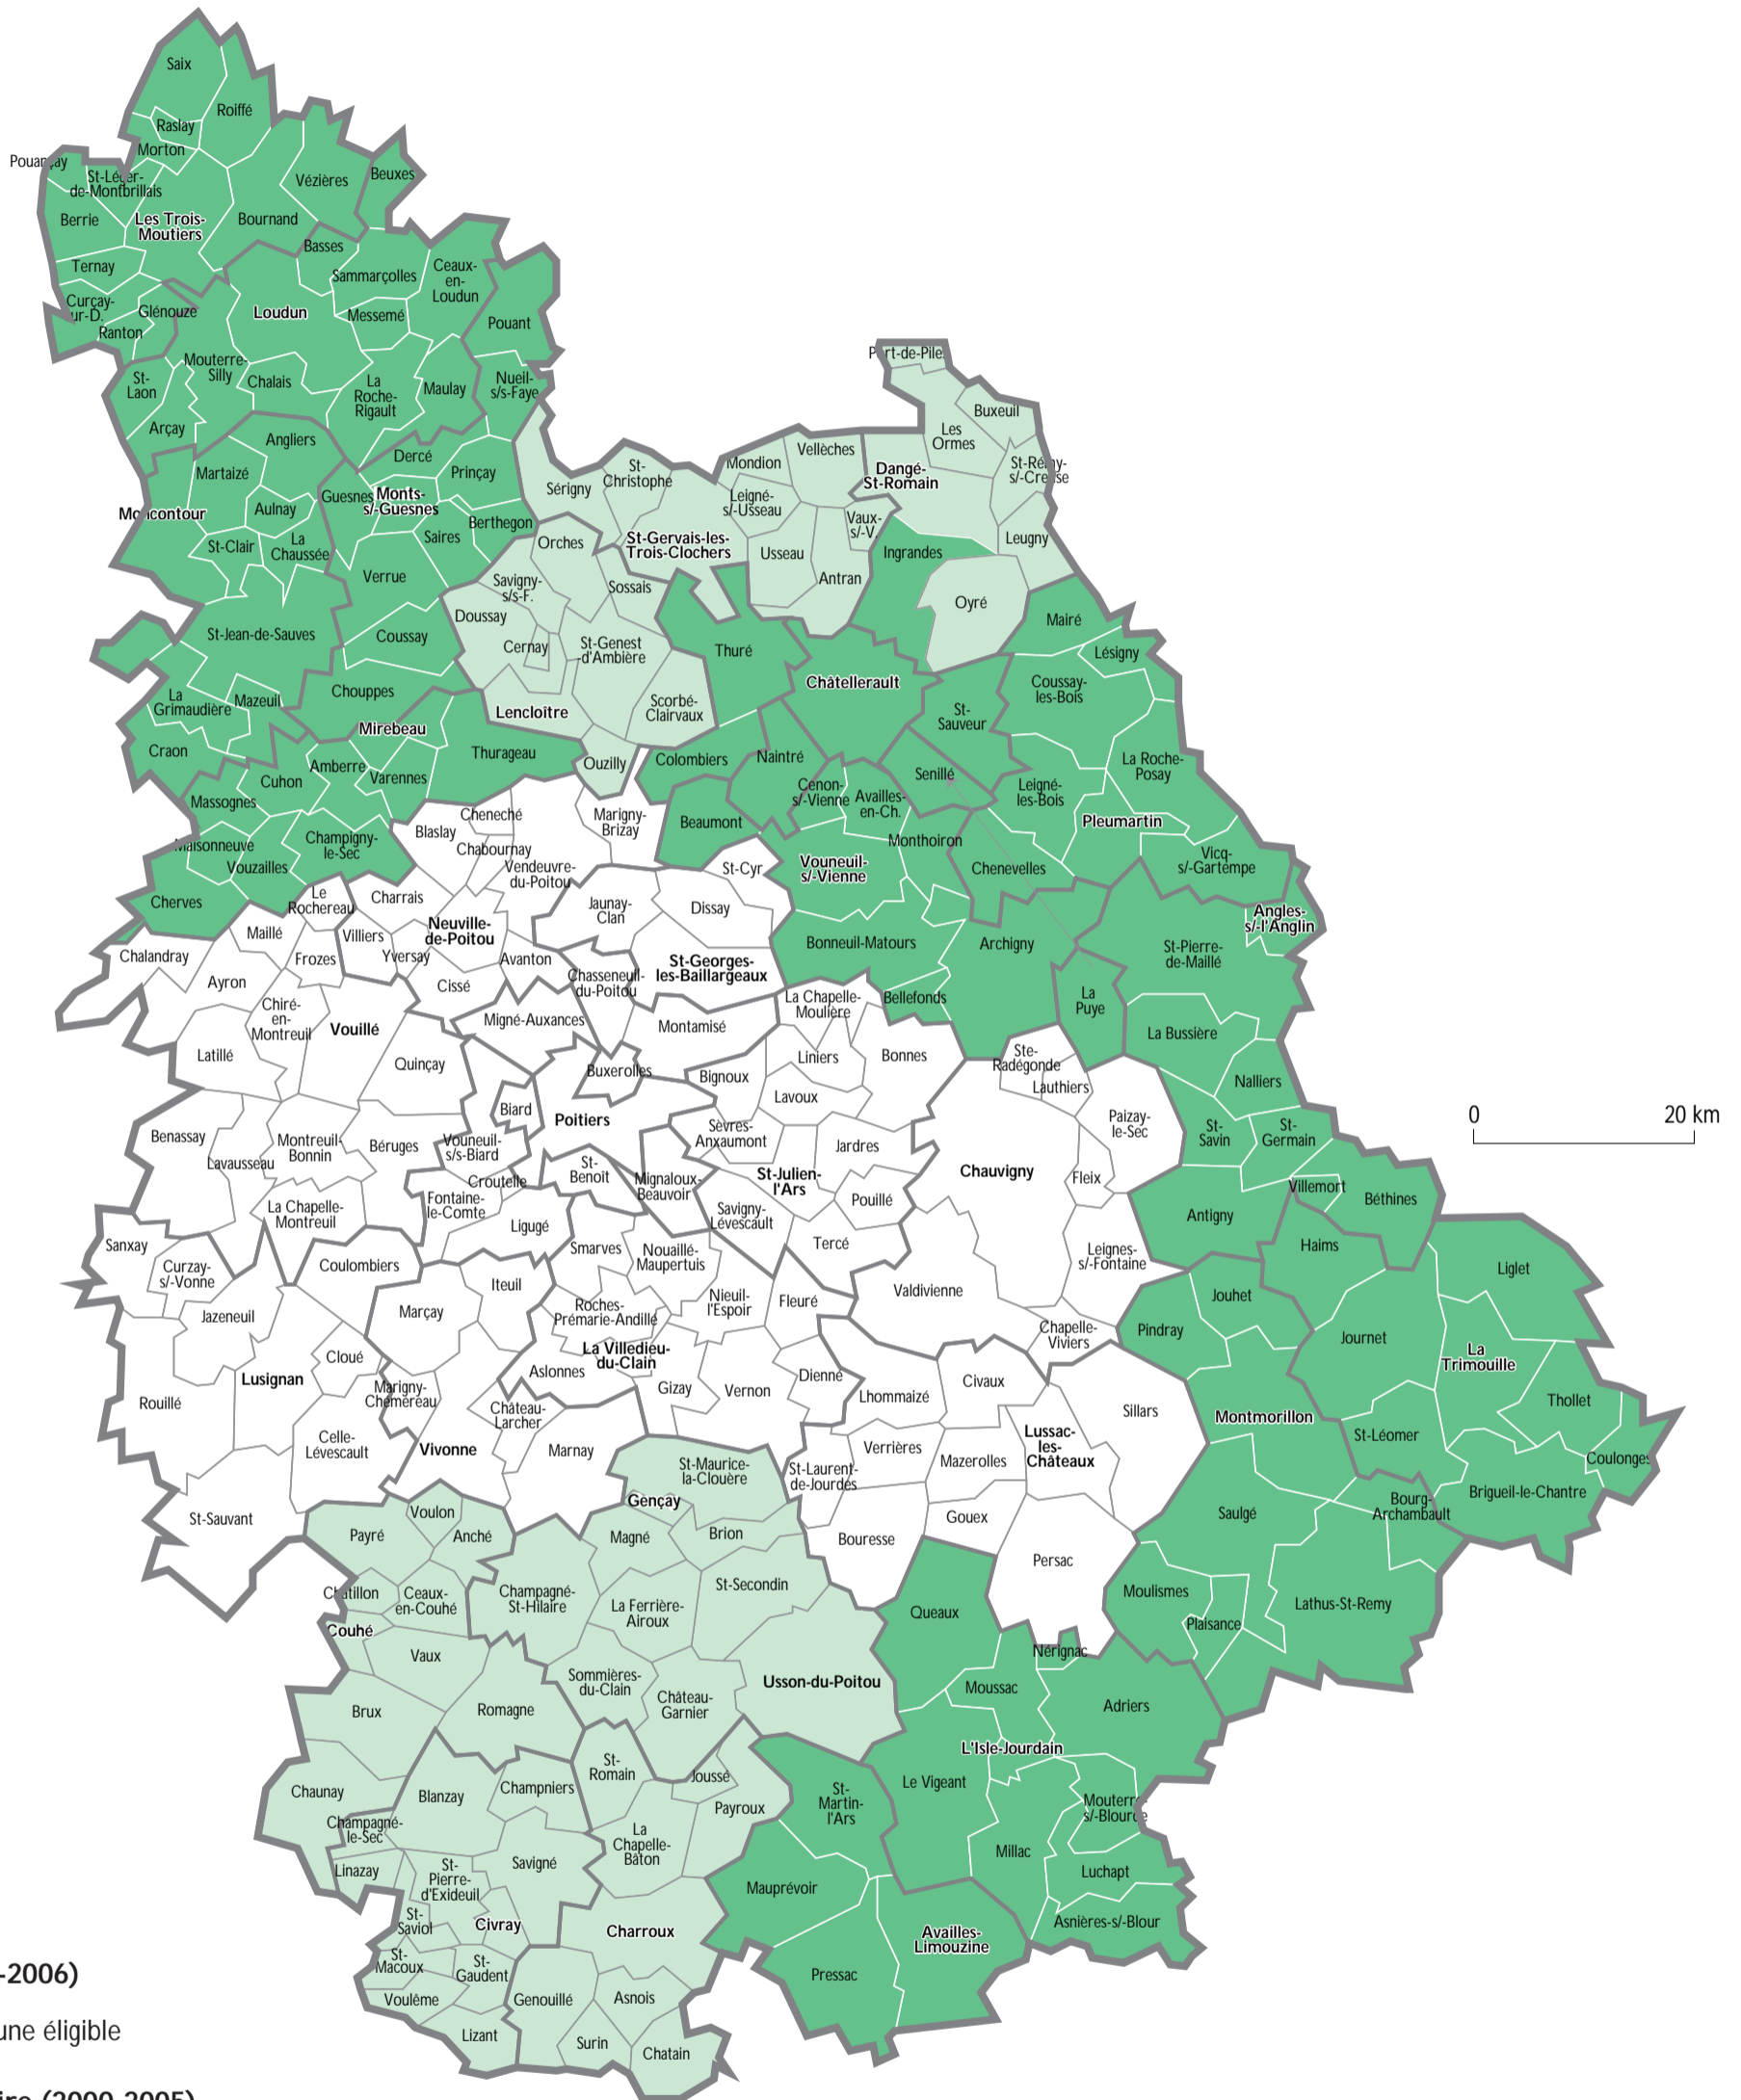 Saix
Roiffé
Raslay
Morton
St-Léger-
de-Montbrillais
Vézières
Beuxes
Berrie
Les Trois-
Moutiers
Bournand
Basses
Ternay
Sammarçolles
Ceaux-
en-
Loudun
Glénouze
Loudun
Messemé
Pouant
Ranton
Mouterre-
Silly
St-
Laon
Chalais
La
Roche-
Rigault
Maulay
Nueil-
s/s-Faye
Arçay
Angliers
Dercé
Martaizé
Prinçay
Guesnes
Monts-
s/-Guesnes
Aulnay
Berthegon
St-Clair
La
Chaussée
Saires
Verrue
St-Jean-de-Sauves
Coussay
La
Grimaudière
Mazeuil
Chouppes
Mirebeau
Craon
Thurageau
Amberre
Cuhon
Varennes
Massognes
Maisonneuve
Champigny-
le-Sec
Vouzailles
Cherves
Buxeuil
Les
Ormes
Vellèches
Mondion
Dangé-
St-Romain
St-
Christophe
Sérigny
Leigné-
s/-Usseau
Vaux-
s/-V.
Leugny
Orches
St-Gervais-les-
Trois-Clochers
Usseau
Ingrandes
Antran
Savigny-
s/s-F.
Sossais
Oyré
Doussay
Mairé
Cernay
St-Genest
-d'Ambière
Thuré
Lésigny
Châtellerault
Coussay-
les-Bois
Scorbé-
Clairvaux
Lencloître
St-
Sauveur
Ouzilly
Colombiers
Naintré
La Roche-
Posay
Senillé
Cenon-
s/-Vienne
Availles-
en-Ch.
Leigné-
les-Bois
Beaumont
Pleumartin
Monthoiron
Vouneuil-
s/-Vienne
Chenevelles
Vicq-
s/-Gartempe
Angles-
s/-l'Anglin
Bonneuil-Matours
Archigny
St-Pierre-
de-Maillé
Bellefonds
La
Puye
La Bussière
Nalliers
St-
Savin
St-
Germain
Villemort
Béthines
Antigny
Haims
Cheneché
Marigny-
Brizay
Blaslay
Chabournay
Vendeuvre-
du-Poitou
St-Cyr
Le
Rochereau
Charrais
Jaunay-
Clan
Dissay
Neuville-
de-Poitou
Maillé
Villiers
Yversay
Avanton
Chalandray
Frozes
St-Georges-
les-Baillargeaux
Chasseneuil-
du-Poitou
Ayron
Cissé
Chiré-
en-
Montreuil
Vouillé
Migné-Auxances
Montamisé
La Chapelle-
Moulière
Latillé
Quinçay
Liniers
Bonnes
Ste-
Radégonde
Buxerolles
Bignoux
Lauthiers
Lavoux
Biard
Poitiers
Paizay-
le-Sec
Benassay
Lavausseau
Montreuil-
Bonnin
Béruges
Vouneuil-
s/s-Biard
Sèvres-
Anxaumont
Jardres
St-Julien-
l'Ars
Chauvigny
Fleix
Croutelle
St-
Benoît
Mignaloux-
Beauvoir
Pouillé
Fontaine-
le-Comte
La Chapelle-
Montreuil
Ligugé
Savigny-
Lévescault
Tercé
Sanxay
Smarves
Nouaillé-
Maupertuis
Leignes-
s/-Fontaine
Curzay-
s/-Vonne
Coulombiers
Iteuil
Valdivienne
Jazeneuil
Marçay
Roches-
Prémarie-Andillé
Nieuil-
l'Espoir
Fleuré
Chapelle-
Viviers
Cloué
La Villedieu-
du-Clain
Aslonnes
Lusignan
Marigny-
Chemereau
Gizay
Vernon
Dienné
Lhommaizé
Civaux
Rouillé
Château-
Larcher
Sillars
Celle-
Lévescault
Vivonne
Marnay
Verrières
Mazerolles
Lussac-
les-
Châteaux
St-Laurent-
de-Jourdes
St-Sauvant
Bouresse
Gouex
Persac
Liglet
Jouhet
Pindray
Journet
La
Trimouille
Thollet
Montmorillon
St-Léomer
Coulonges
Brigueil-le-Chantre
Saulgé
Bourg-
Archambault
Moulismes
Lathus-St-Remy
Plaisance
Queaux
Nérignac
Moussac
Adriers
L'Isle-Jourdain
Le Vigeant
St-
Martin-
l'Ars
Millac
Luchapt
Mauprévoir
Asnières-s/-Blour
Availles-
Limouzine
Pressac
St-Maurice-
la-Clouère
Gençay
Voulon
Payré
Anché
Magné
Brion
St-Secondin
Ceaux-
en-Couhé
Champagné-
St-Hilaire
La Ferrière-
Airoux
Couhé
Vaux
Usson-du-Poitou
Sommières-
du-Clain
Château-
Garnier
Brux
Romagne
St-
Romain
Joussé
Chaunay
Blanzay
Champniers
Payroux
Champagné-
le-Sec
La
Chapelle-
Bâton
Linazay
St-
Pierre-
d'Exideuil
Savigné
St-
Saviol
Civray
Charroux
St-
Macoux
St-
Gaudent
Voulême
Genouillé
Asnois
Lizant
Surin
Chatain
0 20 km
-2006)
une éligible